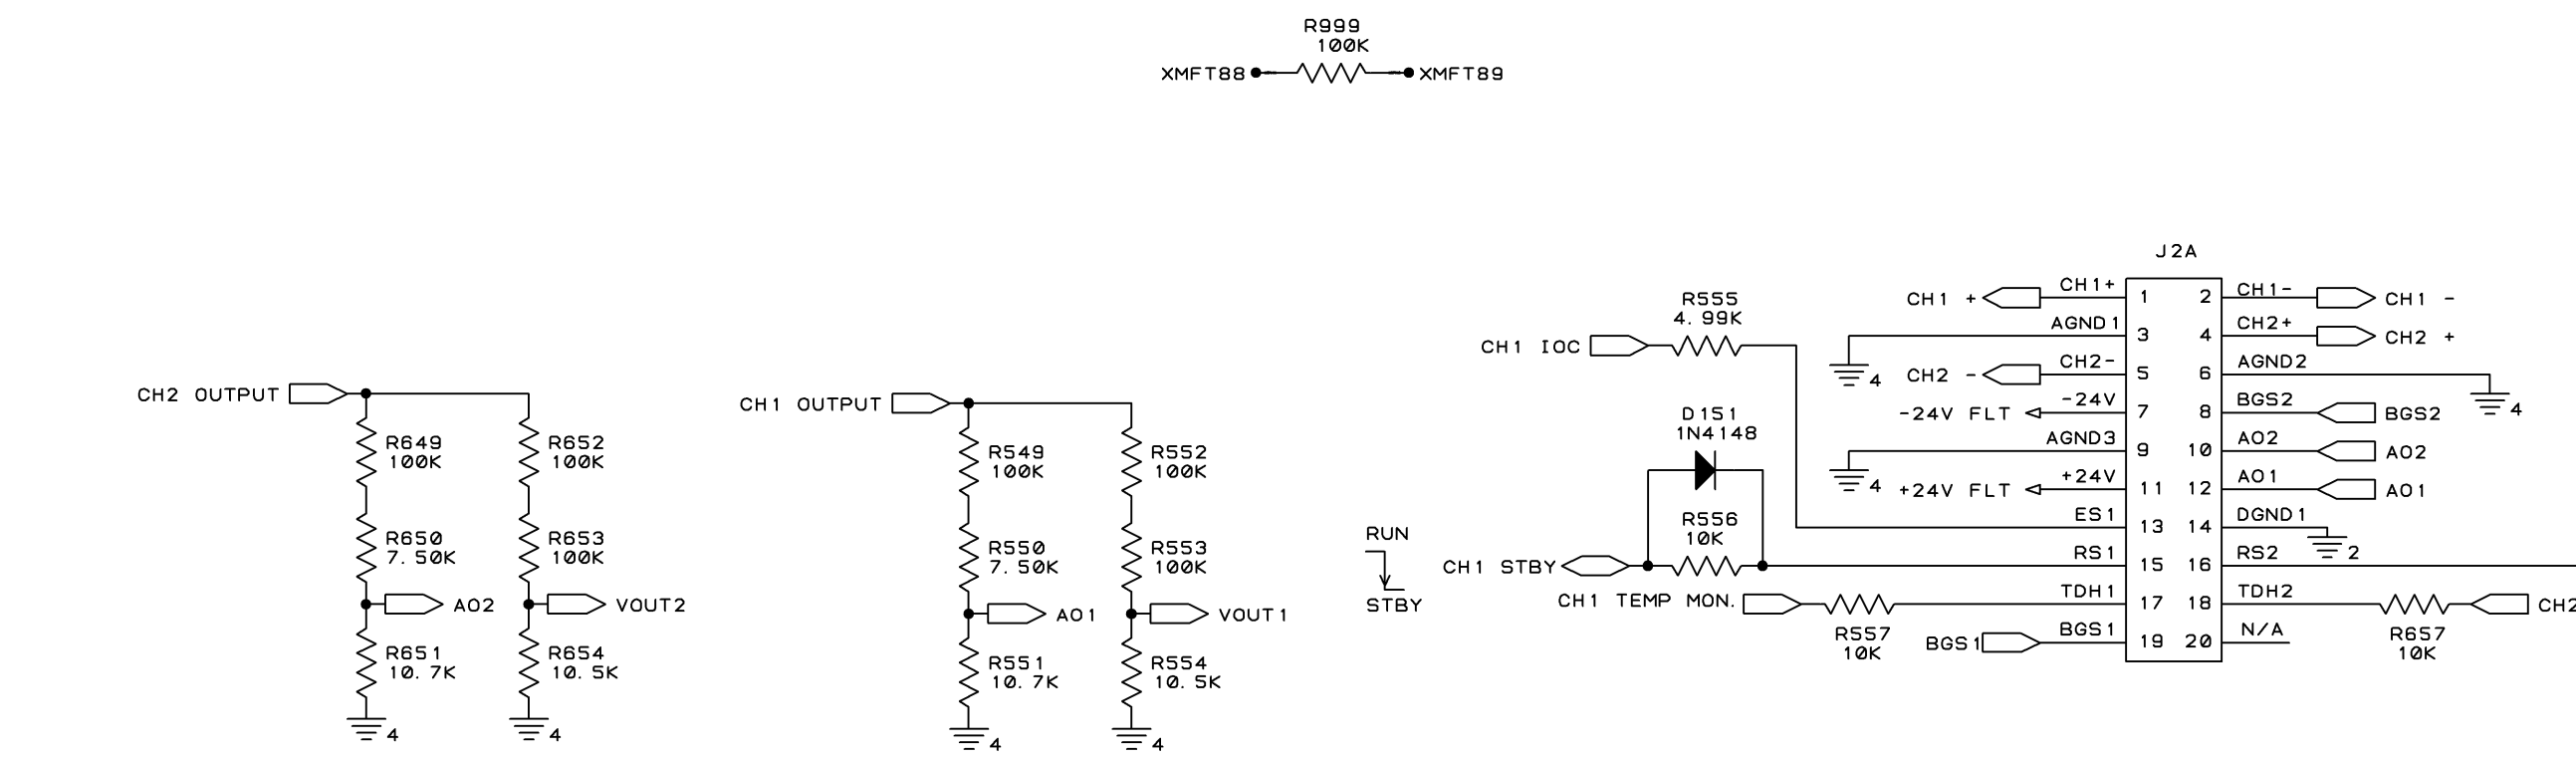 R999
100K
XMFT88
XMFT89
CH2 OUTPUT
R649
100K
R652
100K
R650
7.50K
R653
100K
AO2
VOUT2
R651
10.7K
R654
10.5K
4
4
CH1 OUTPUT
R549
100K
R552
100K
R550
7.50K
R553
100K
AO1
VOUT1
R551
10.7K
R554
10.5K
4
4
RUN
STBY
CH1 IOC
R555
4.99K
D151
1N4148
R556
10K
CH1 STBY
CH1 TEMP MON.
R557
10K
BGS1
J2A
CH1 + CH1+ 1 2 CH1- CH1 -
AGND1 3 4 CH2+ CH2 +
4
CH2 - CH2- 5 6 AGND2
4
-24V FLT -24V 7 8 BGS2 BGS2
AGND3 9 10 AO2 AO2
4
+24V FLT +24V 11 12 AO1 AO1
ES1 13 14 DGND1
2
RS1 15 16 RS2
TDH1 17 18 TDH2 CH2
BGS1 19 20 N/A
R657
10K